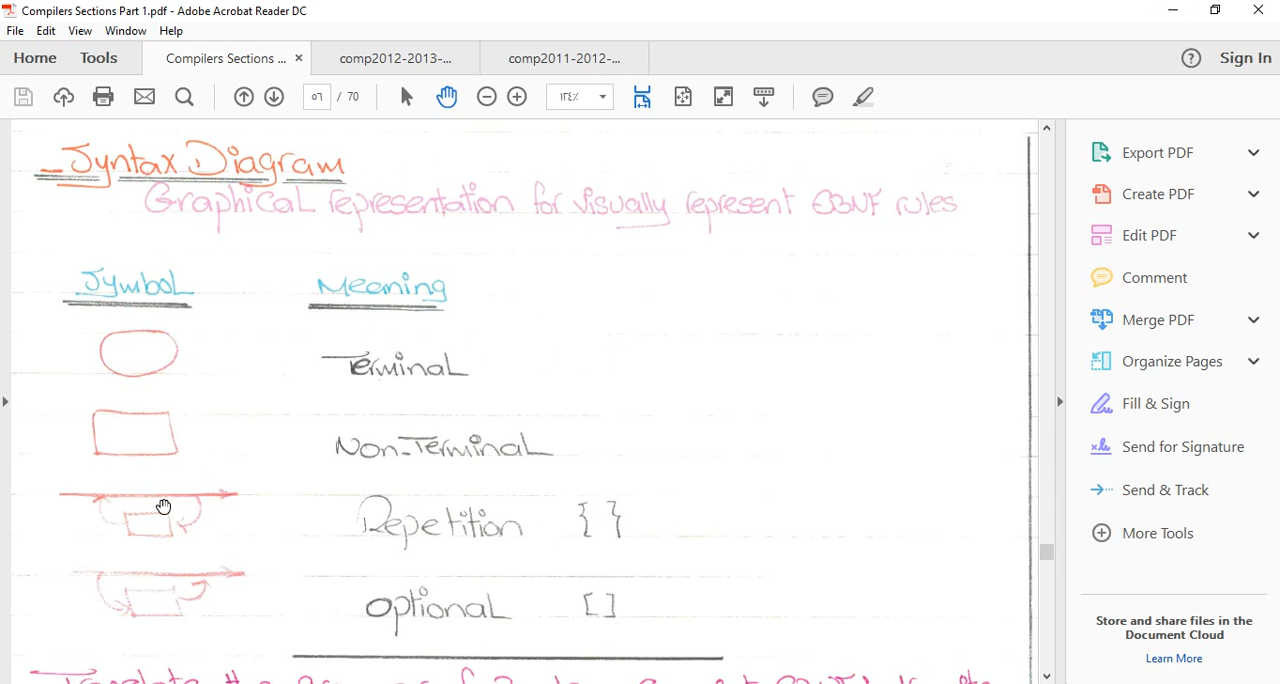 Compilers Sections Part 1.pdf - Adobe Acrobat Reader DC
File Edit View Window Help
Home Tools Compilers Sections ... × comp2012-2013-... comp2011-2012-... Sign In
٥٦ / 70 ١٣٤٪
Syntax Diagram
Graphical representation for visually represent EBNF rules
Symbol Meaning
Terminal
Non-Terminal
Repetition { }
optional [ ]
Export PDF
Create PDF
Edit PDF
Comment
Merge PDF
Organize Pages
Fill & Sign
Send for Signature
Send & Track
More Tools
Store and share files in the
Document Cloud
Learn More